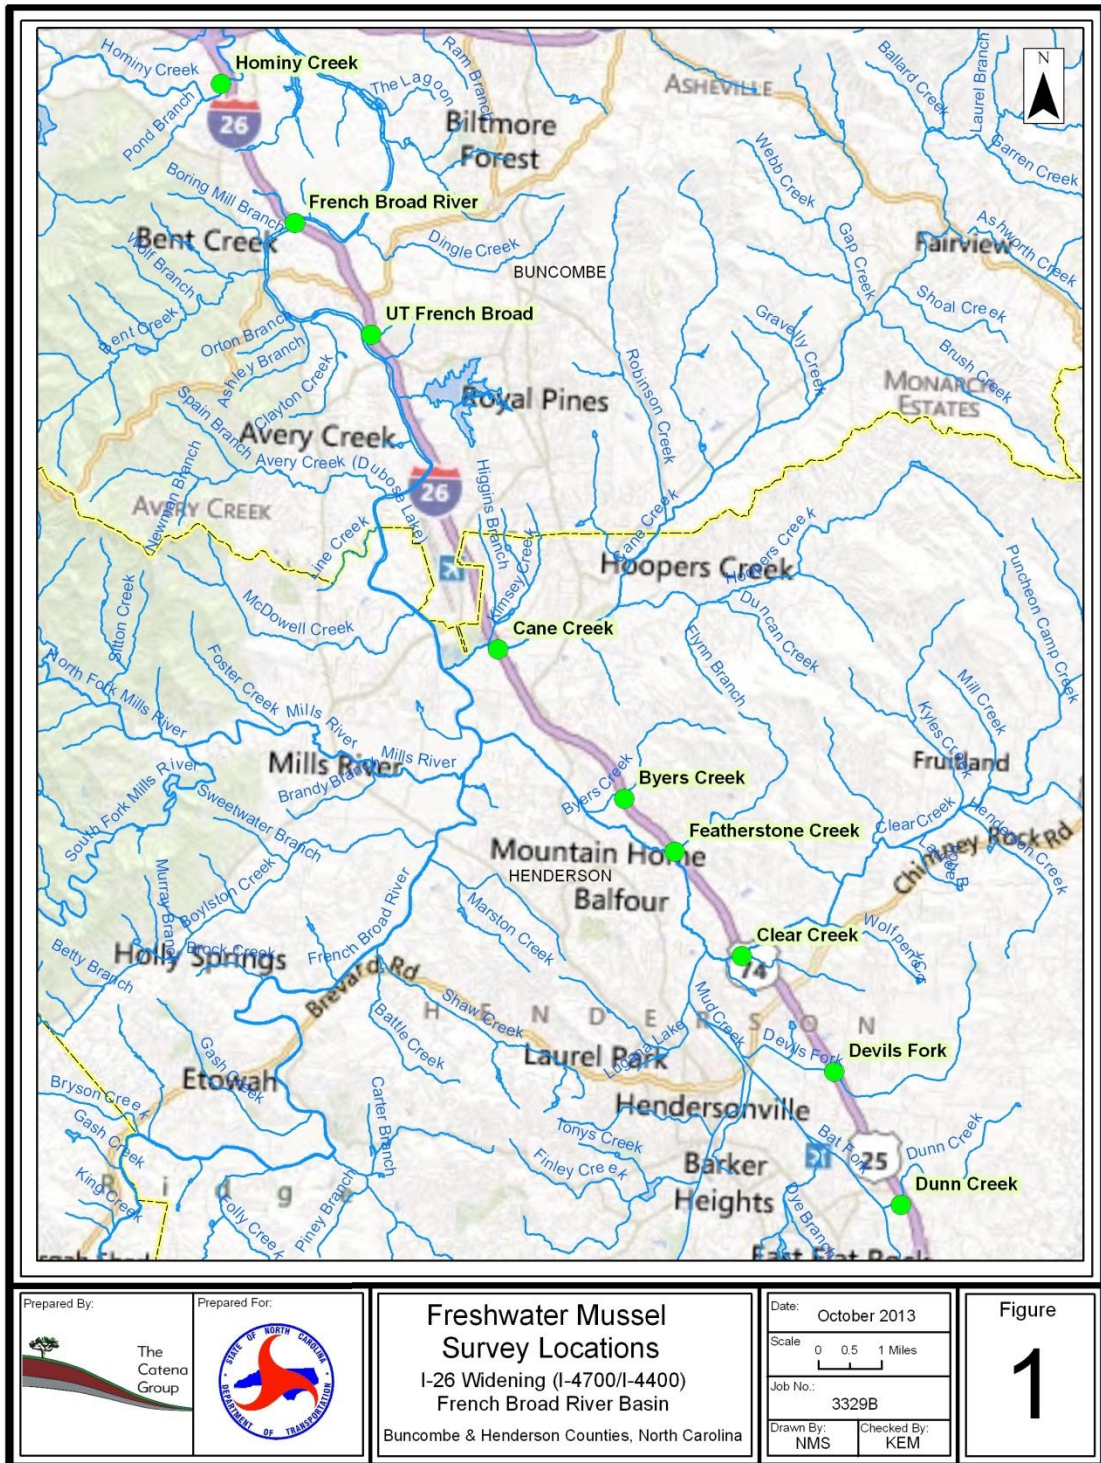 Hominy Creek
Hominy Creek
Pond Branch
26
The Lagoon
Ram Branch
Biltmore
Forest
ASHEVILLE
Ballard Creek
Laurel Branch
N
Garren Creek
Webb Creek
Boring Mill Branch
French Broad River
Bent Creek
Wolf Branch
Dingle Creek
BUNCOMBE
Gap Creek
Fairview
Ashworth Creek
Bent Creek
Orton Branch
UT French Broad
Shoal Creek
Gravelly Creek
Ashley Branch
Clayton Creek
Robinson Creek
Brush Creek
MONARCH
ESTATES
Royal Pines
Spain Branch
Avery Creek
Avery Creek (Dubose Lake)
26
Newman Branch
AVERY CREEK
Higgins Branch
Line Creek
Kimsey Creek
Cane Creek
Hoopers Creek
Hoopers Creek
Puncheon Camp Creek
Sitton Creek
McDowell Creek
Duncan Creek
Cane Creek
Flynn Branch
North Fork Mills River
Foster Creek
Mills River
Mill Creek
Kyles Creek
Mills River
Mills River
Brandy Branch
Fruitland
South Fork Mills River
Sweetwater Branch
Byers Creek
Byers Creek
Featherstone Creek
Clear Creek
Henderson Creek
Chimney Rock Rd
Mountain Home
HENDERSON
Balfour
Murray Branch
Boylston Creek
Marston Creek
Clear Creek
74
Brock Creek
Holly Springs
French Broad River
Betty Branch
Brevard Rd
Shaw Creek
Battle Creek
HENDERSON
Mud Creek
Devils Fork
Devils Fork
Laurel Park
Gash Creek
Etowah
Bryson Creek
Gash Creek
Carter Branch
Hendersonville
Tonys Creek
Finley Creek
Barker
Heights
Bat Fork
25
Dunn Creek
Dunn Creek
King Creek
Ridge
Folly Creek
Piney Branch
Dye Branch
East Flat Rock
Prepared By:
The
Catena
Group
Prepared For:
STATE OF NORTH CAROLINA
DEPARTMENT OF TRANSPORTATION
Freshwater Mussel
Survey Locations
I-26 Widening (I-4700/I-4400)
French Broad River Basin
Buncombe & Henderson Counties, North Carolina
Date:
October 2013
Scale
0 0.5 1 Miles
Job No.:
3329B
Drawn By:
NMS
Checked By:
KEM
Figure
1